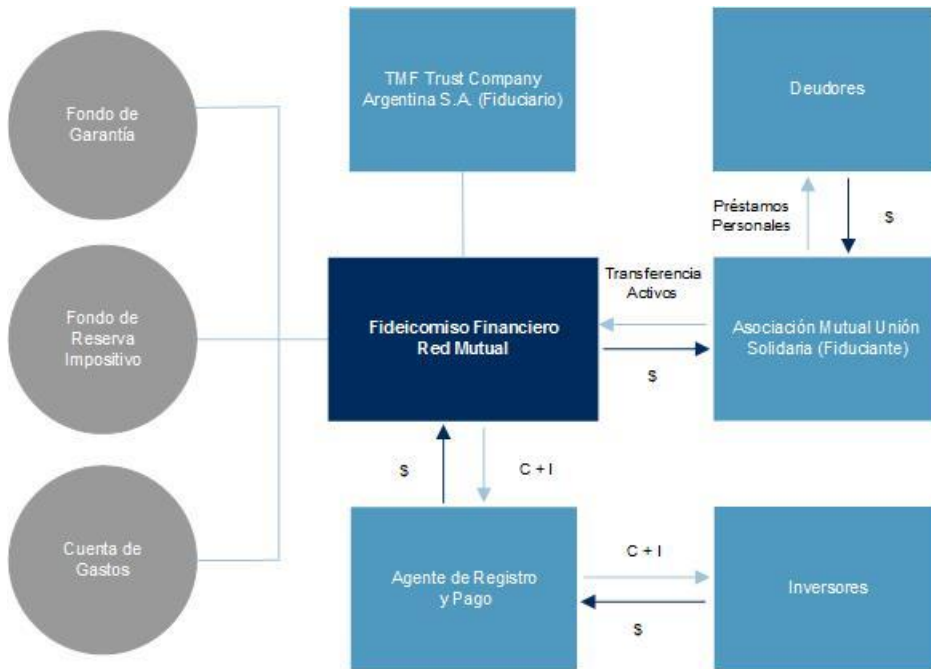 Fondo de
Garantía
TMF Trust Company
Argentina S.A. (Fiduciario)
Deudores
Préstamos
Personales
$
Fondo de
Reserva
Impositivo
Fideicomiso Financiero
Red Mutual
Transferencia
Activos
$
Asociación Mutual Unión
Solidaria (Fiduciante)
$
C + I
Cuenta de
Gastos
Agente de Registro
y Pago
C + I
$
Inversores